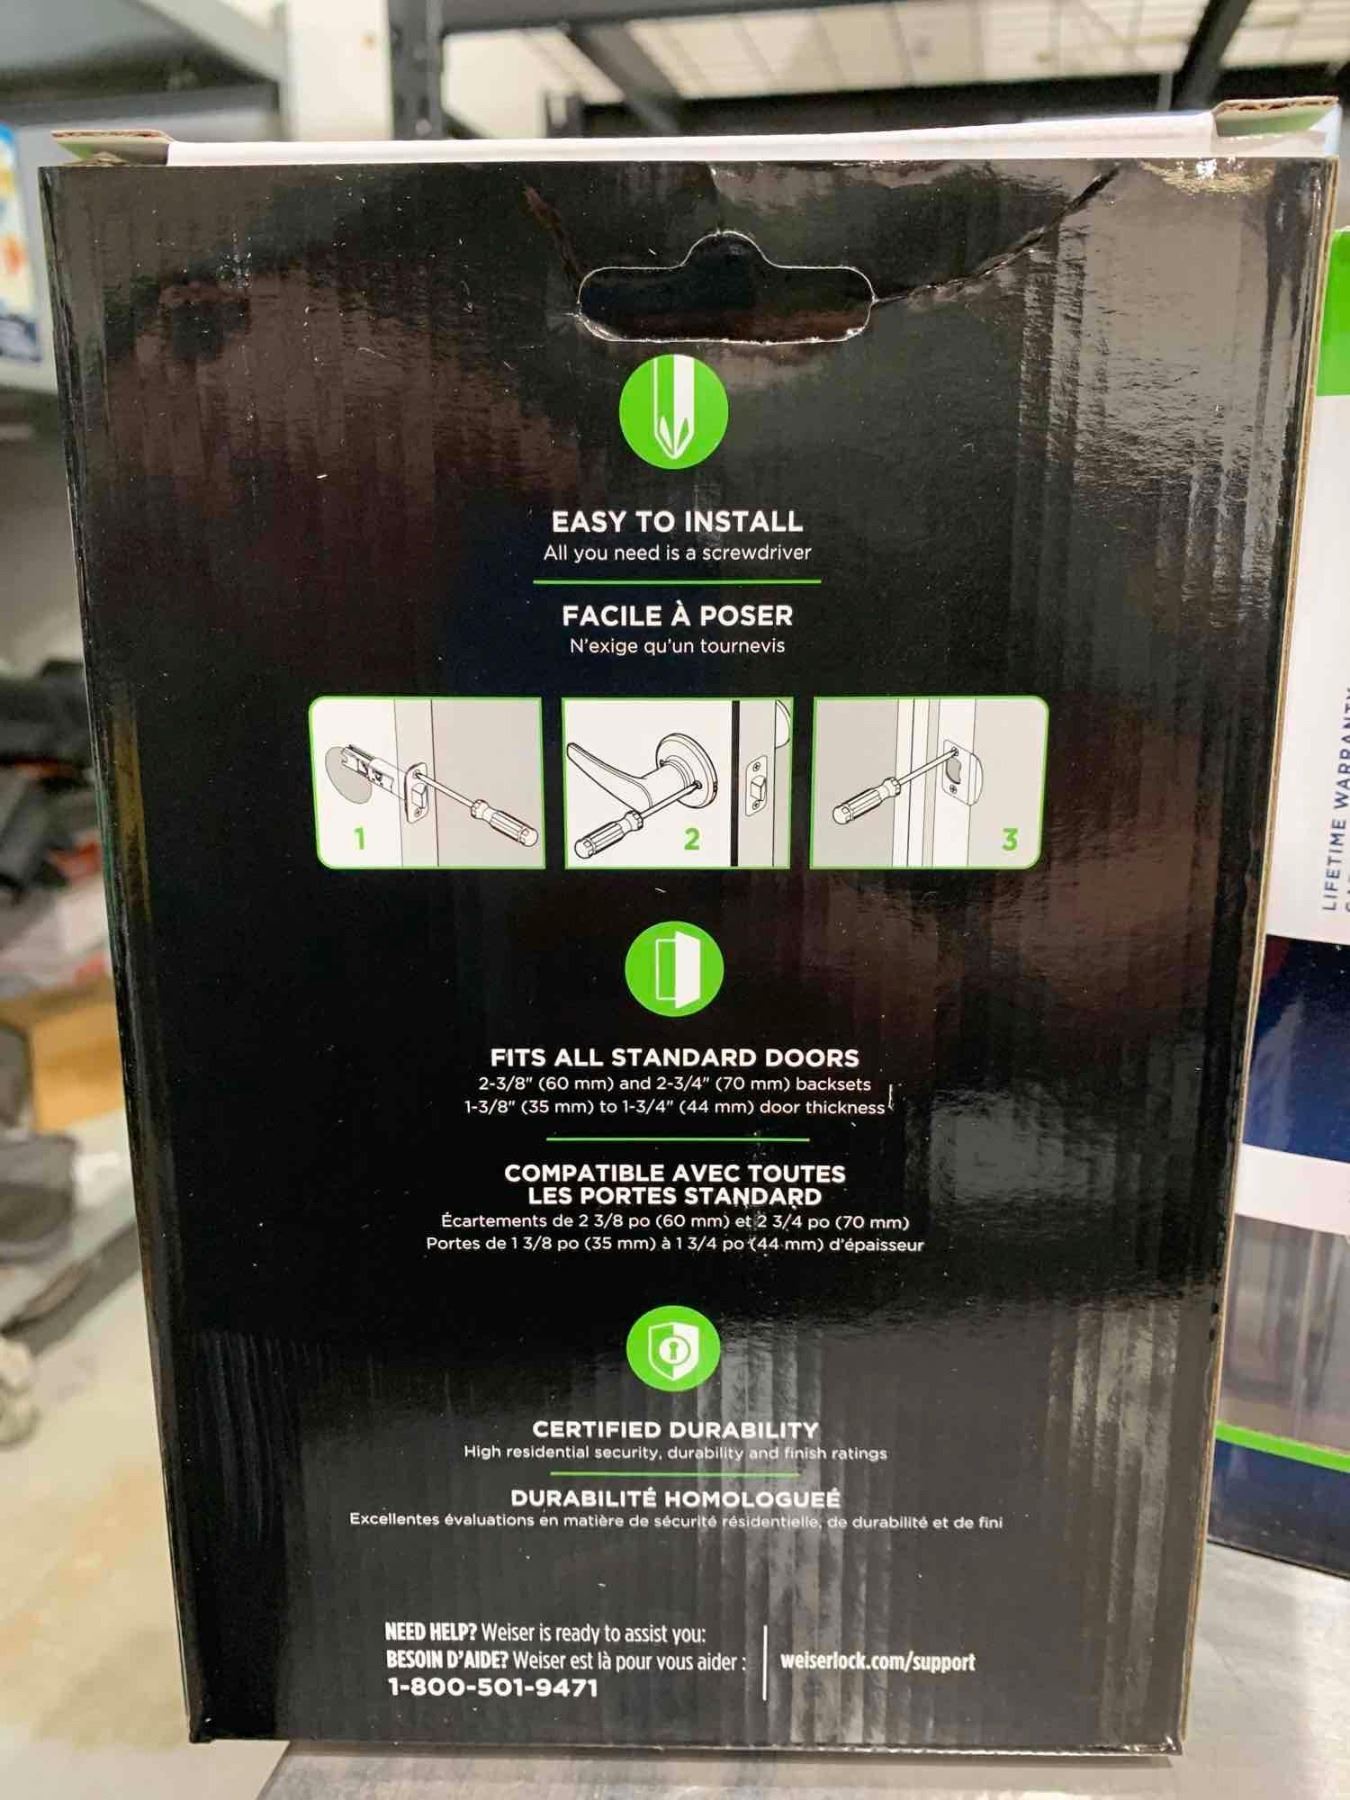 EASY TO INSTALL
All you need is a screwdriver
FACILE À POSER
N'exige qu'un tournevis
1
2
3
FITS ALL STANDARD DOORS
2-3/8" (60 mm) and 2-3/4" (70 mm) backsets
1-3/8" (35 mm) to 1-3/4" (44 mm) door thickness
COMPATIBLE AVEC TOUTES
LES PORTES STANDARD
Écartements de 2 3/8 po (60 mm) et 2 3/4 po (70 mm)
Portes de 1 3/8 po (35 mm) à 1 3/4 po (44 mm) d'épaisseur
CERTIFIED DURABILITY
High residential security, durability and finish ratings
DURABILITÉ HOMOLOGUEÉ
Excellentes évaluations en matière de sécurité résidentielle, de durabilité et de fini
NEED HELP? Weiser is ready to assist you:
BESOIN D'AIDE? Weiser est là pour vous aider :
1-800-501-9471
weiserlock.com/support
LIFETIME WARRANTY